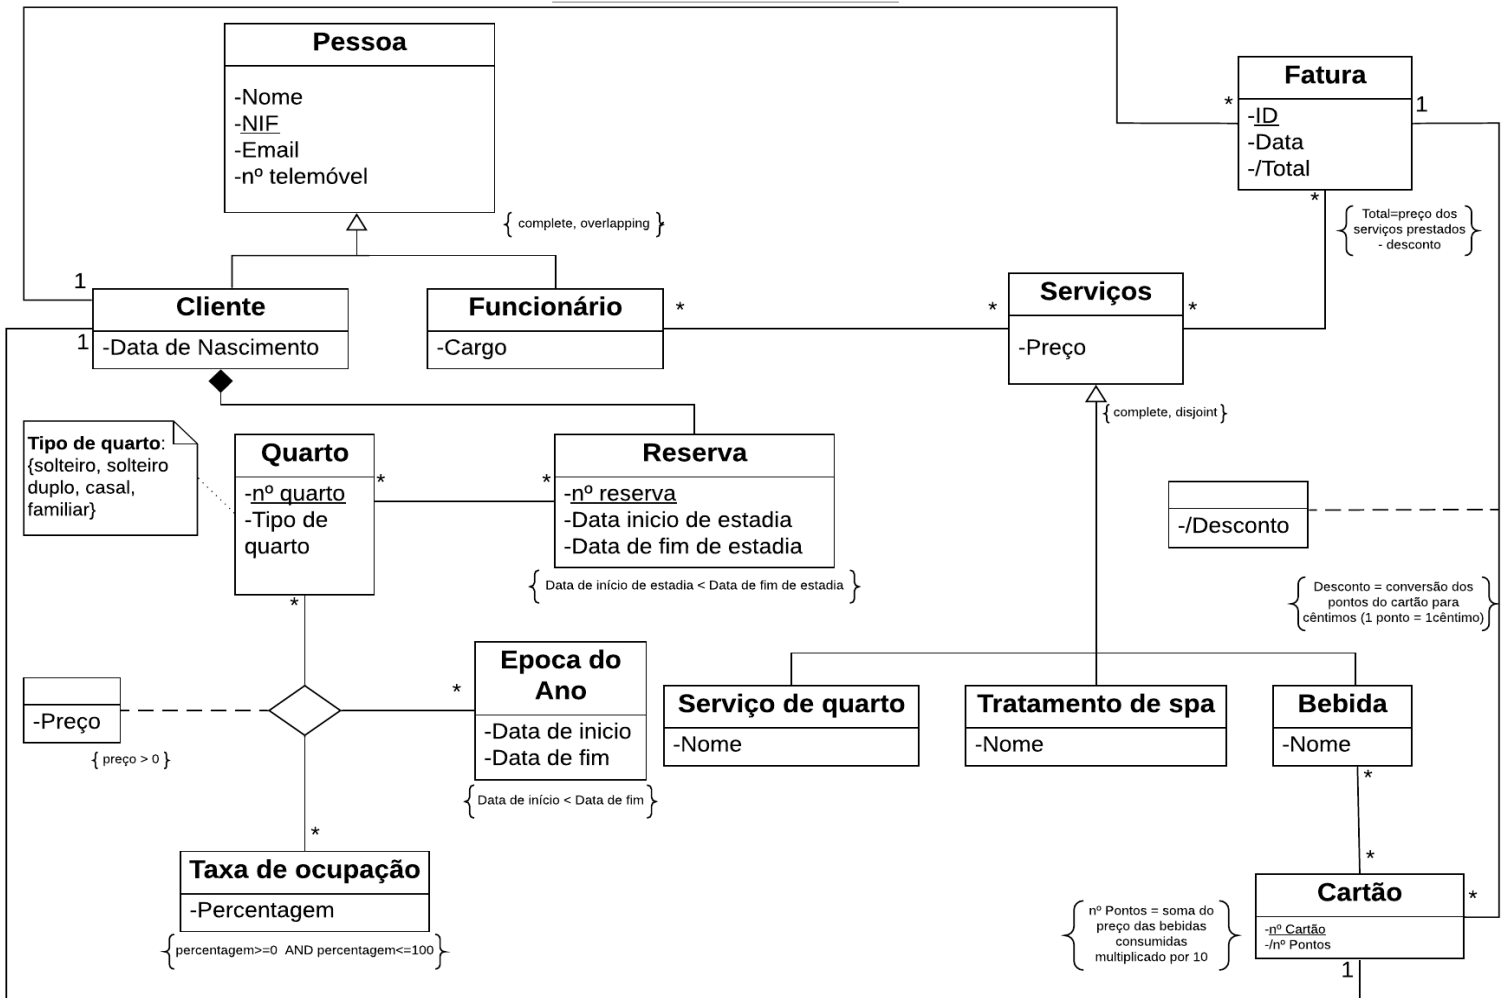 Pessoa
-Nome
-NIF
-Email
-nº telemóvel
{ complete, overlapping }
Fatura
-ID
-Data
-/Total
*
1
*
{ Total=preço dos
serviços prestados
- desconto }
1
Cliente
-Data de Nascimento
1
Funcionário
-Cargo
*
*
Serviços
-Preço
*
{ complete, disjoint }
Tipo de quarto:
{solteiro, solteiro
duplo, casal,
familiar}
Quarto
-nº quarto
-Tipo de
quarto
*
*
*
Reserva
-nº reserva
-Data inicio de estadia
-Data de fim de estadia
{ Data de início de estadia < Data de fim de estadia }
-/Desconto
{ Desconto = conversão dos
pontos do cartão para
cêntimos (1 ponto = 1cêntimo) }
-Preço
{ preço > 0 }
*
Epoca do
Ano
-Data de inicio
-Data de fim
{ Data de início < Data de fim }
Serviço de quarto
-Nome
Tratamento de spa
-Nome
Bebida
-Nome
*
*
*
Taxa de ocupação
-Percentagem
{ percentagem>=0 AND percentagem<=100 }
{ nº Pontos = soma do
preço das bebidas
consumidas
multiplicado por 10 }
Cartão
-nº Cartão
-/nº Pontos
*
1